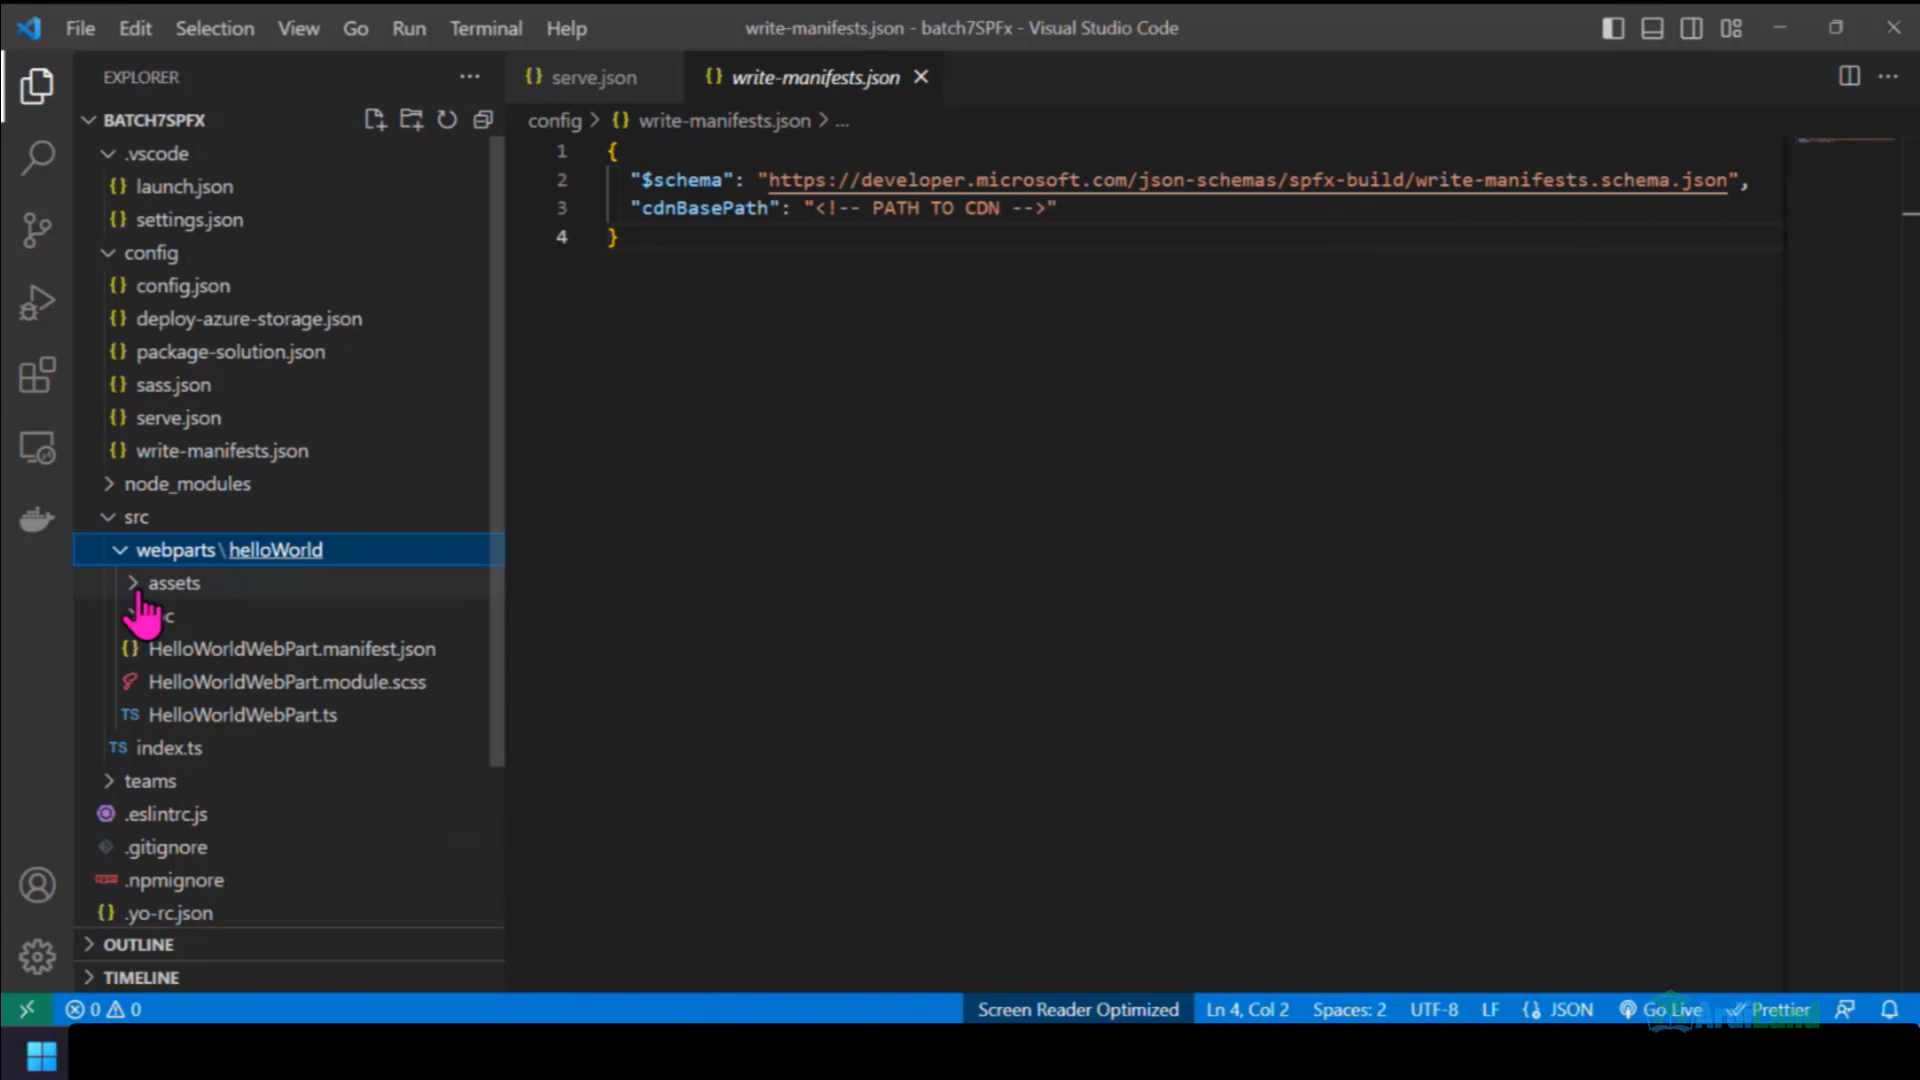 File Edit Selection View Go Run Terminal Help
write-manifests.json - batch7SPFx - Visual Studio Code
EXPLORER
BATCH7SPFX
.vscode
launch.json
settings.json
config
config.json
deploy-azure-storage.json
package-solution.json
sass.json
serve.json
write-manifests.json
node_modules
src
webparts\helloWorld
assets
HelloWorldWebPart.manifest.json
HelloWorldWebPart.module.scss
TS HelloWorldWebPart.ts
TS index.ts
teams
.eslintrc.js
.gitignore
.npmignore
.yo-rc.json
OUTLINE
TIMELINE
serve.json
write-manifests.json
config > {} write-manifests.json > ...
1 {
2 "$schema": "https://developer.microsoft.com/json-schemas/spfx-build/write-manifests.schema.json",
3 "cdnBasePath": "<!-- PATH TO CDN -->"
4 }
0 0
Screen Reader Optimized Ln 4, Col 2 Spaces: 2 UTF-8 LF JSON Go Live Prettier
ArdiLand